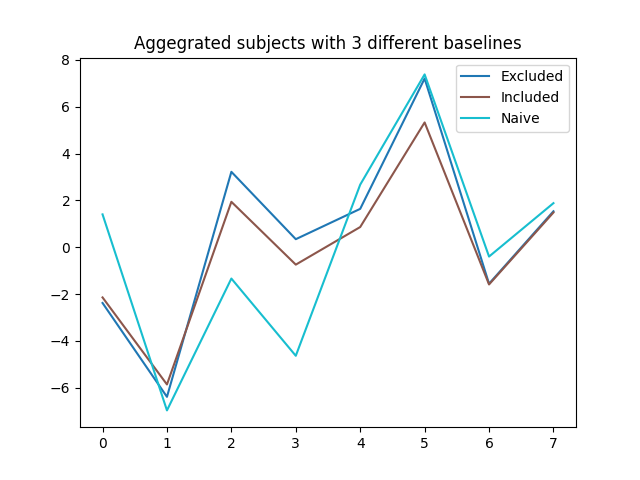 Aggegrated subjects with 3 different baselines
8
6
4
2
0
−2
−4
−6
Excluded
Included
Naive
0 1 2 3 4 5 6 7